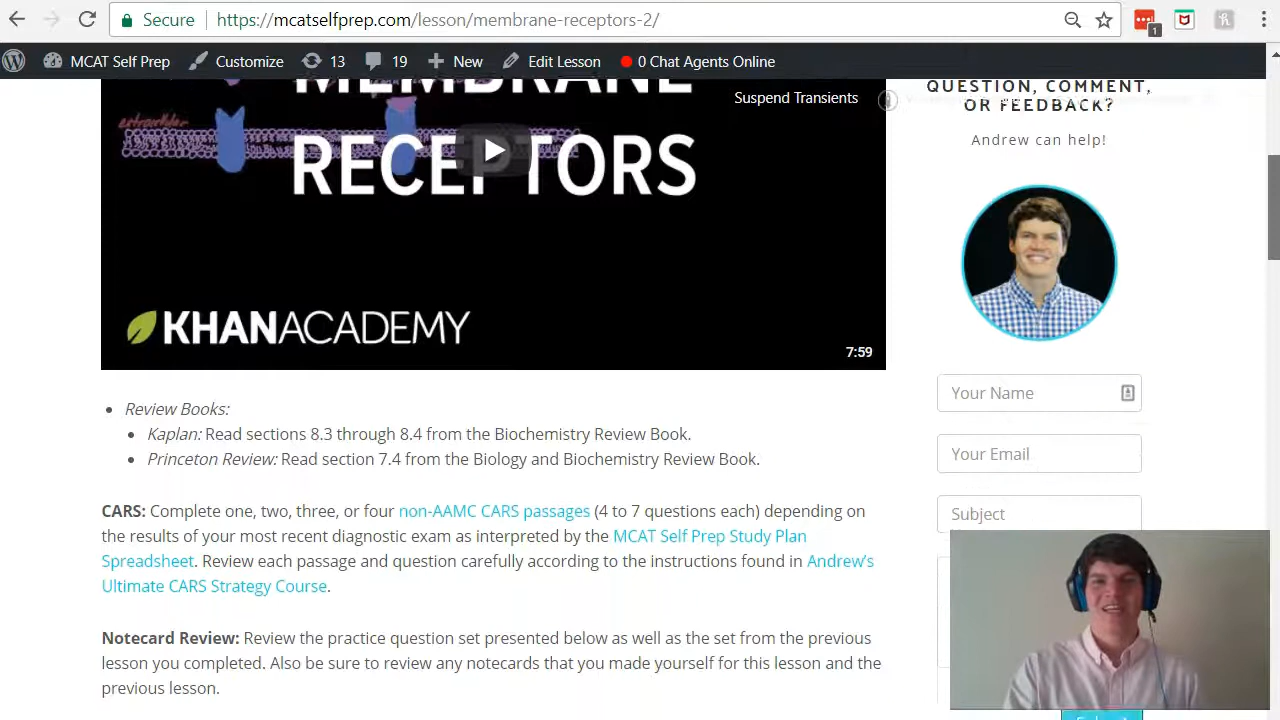 Secure https://mcatselfprep.com/lesson/membrane-receptors-2/
1
MCAT Self Prep Customize 13 19 New Edit Lesson 0 Chat Agents Online
Suspend Transients
MEMBRANE
RECEPTORS
KHANACADEMY
7:59
QUESTION, COMMENT,
OR FEEDBACK?
Andrew can help!
Your Name
Your Email
Subject
Review Books:
Kaplan: Read sections 8.3 through 8.4 from the Biochemistry Review Book.
Princeton Review: Read section 7.4 from the Biology and Biochemistry Review Book.
CARS: Complete one, two, three, or four non-AAMC CARS passages (4 to 7 questions each) depending on
the results of your most recent diagnostic exam as interpreted by the MCAT Self Prep Study Plan
Spreadsheet. Review each passage and question carefully according to the instructions found in Andrew's
Ultimate CARS Strategy Course.
Notecard Review: Review the practice question set presented below as well as the set from the previous
lesson you completed. Also be sure to review any notecards that you made yourself for this lesson and the
previous lesson.